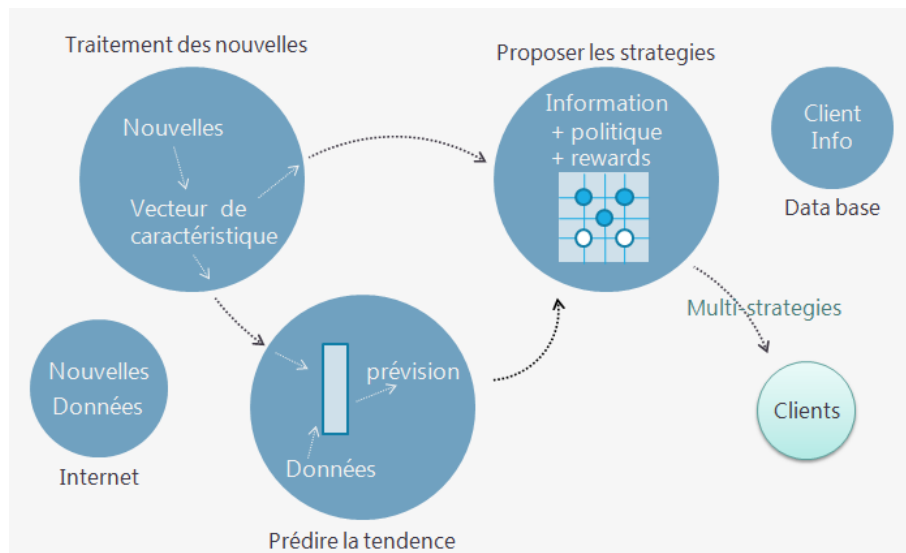 Traitement des nouvelles
Nouvelles
Vecteur de
caractéristique
Proposer les strategies
Information
+ politique
+ rewards
Client
Info
Data base
Nouvelles
Données
Internet
prévision
Données
Prédire la tendence
Multi-strategies
Clients